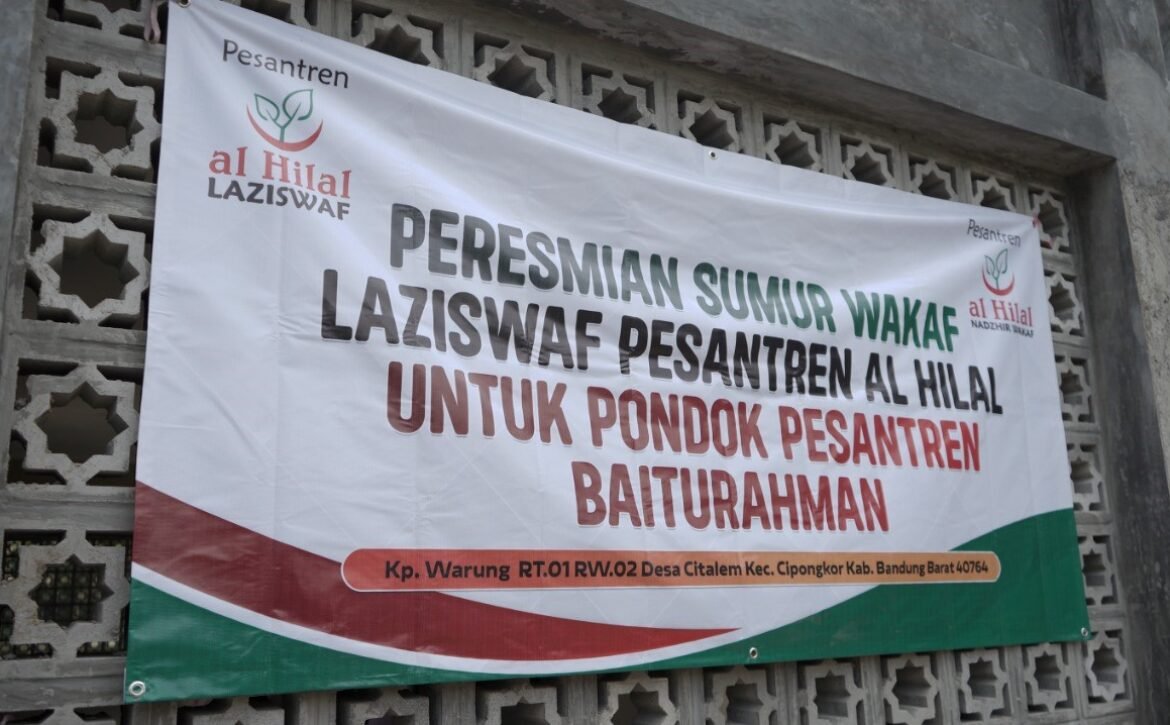 Pesantren
al Hilal
LAZISWAF
Pesantren
al Hilal
NADZHIR WAKAF
PERESMIAN SUMUR WAKAF
LAZISWAF PESANTREN AL HILAL
UNTUK PONDOK PESANTREN
BAITURAHMAN
Kp. Warung RT.01 RW.02 Desa Citalem Kec. Cipongkor Kab. Bandung Barat 40764